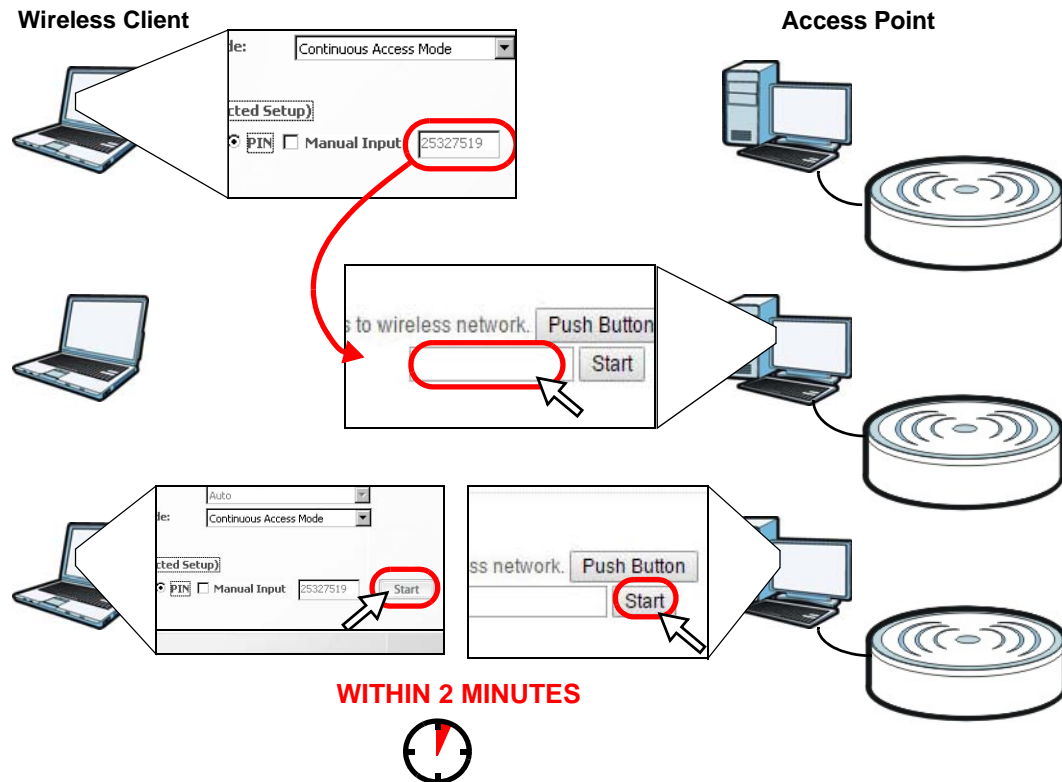 Wireless Client
Access Point
de:
Continuous Access Mode
cted Setup)
PIN
Manual Input
25327519
s to wireless network.
Push Button
Start
Auto
de:
Continuous Access Mode
cted Setup)
PIN
Manual Input
25327519
Start
ss network.
Push Button
Start
WITHIN 2 MINUTES